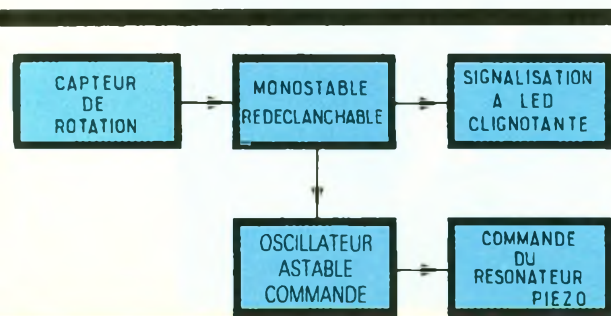 CAPTEUR
DE
ROTATION
MONOSTABLE
REDECLANCHABLE
SIGNALISATION
A LED
CLIGNOTANTE
OSCILLATEUR
ASTABLE
COMMANDE
COMMANDE
DU
RESONATEUR
PIEZO